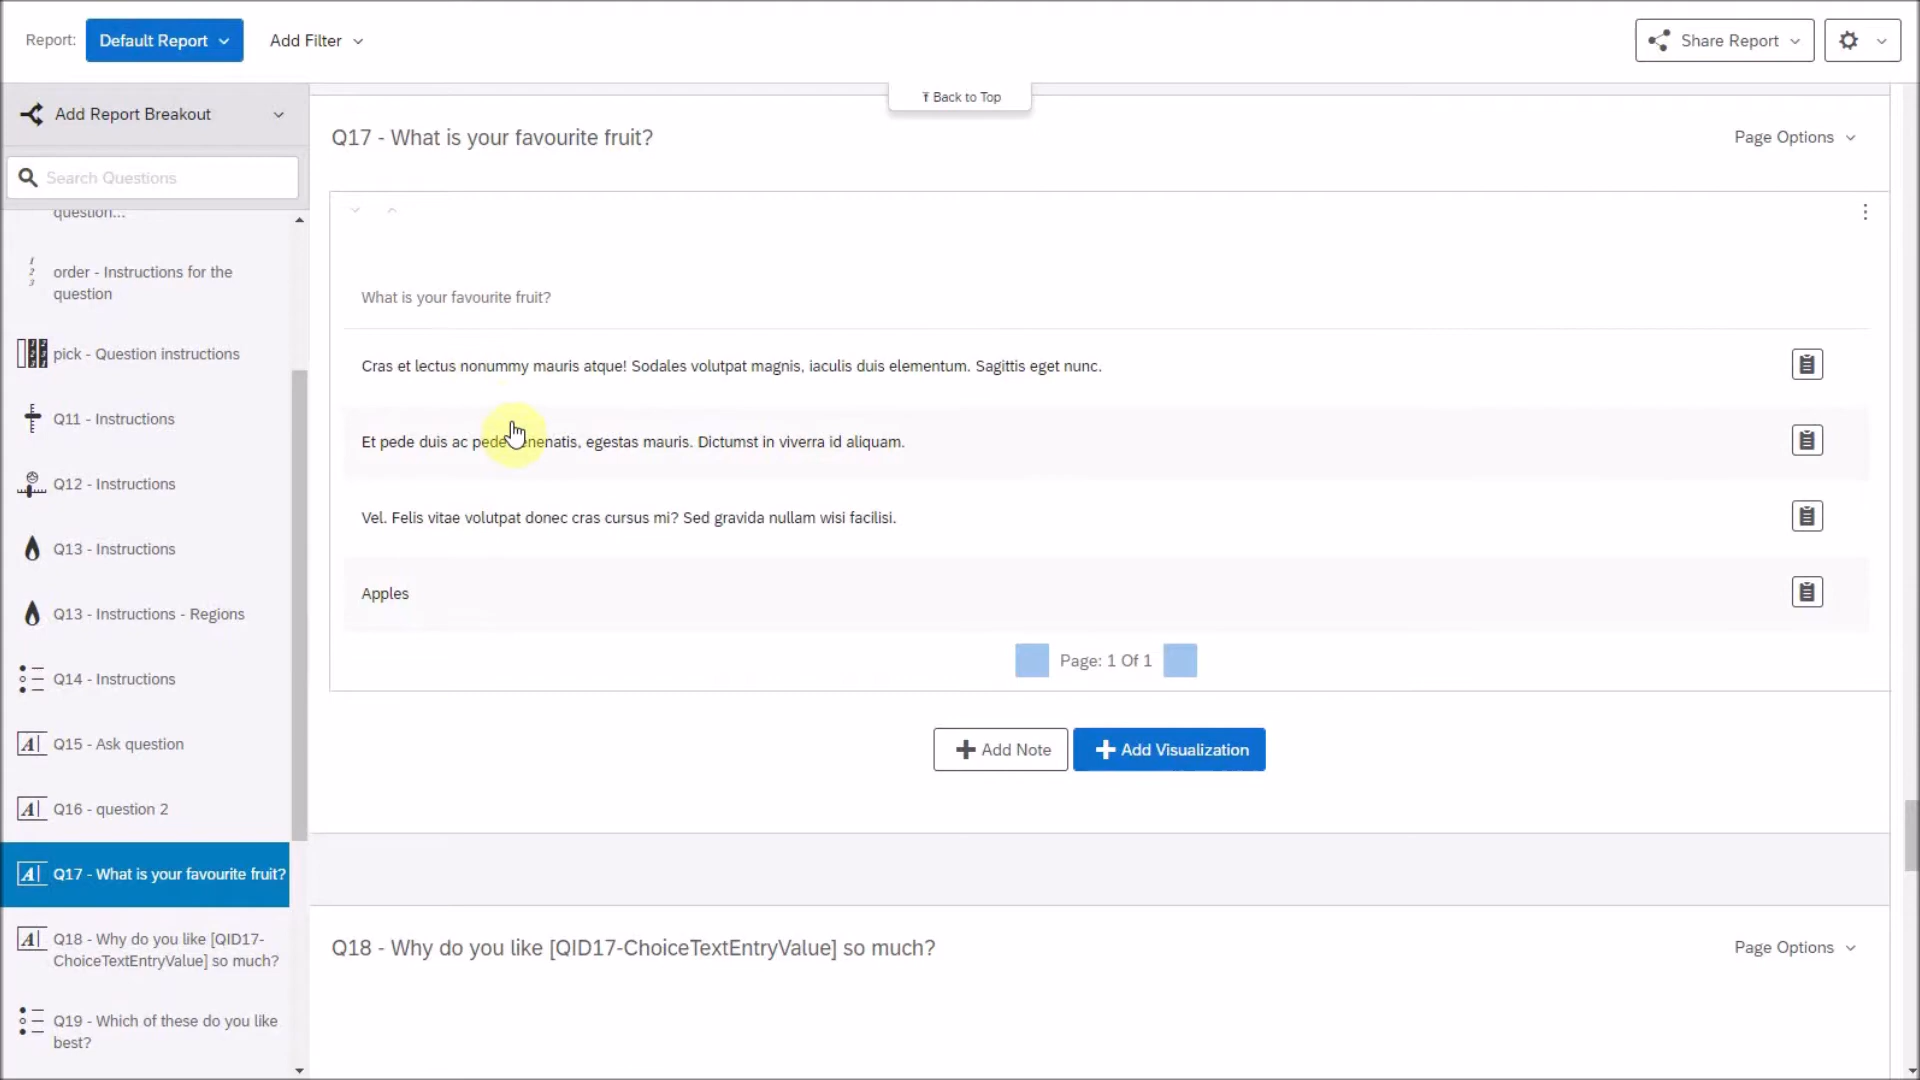 Report:
Default Report
Add Filter
Share Report
Add Report Breakout
Search Questions
question...
order - Instructions for the
question
pick - Question instructions
Q11 - Instructions
Q12 - Instructions
Q13 - Instructions
Q13 - Instructions - Regions
Q14 - Instructions
Q15 - Ask question
Q16 - question 2
Q17 - What is your favourite fruit?
Q18 - Why do you like [QID17-
ChoiceTextEntryValue] so much?
Q19 - Which of these do you like
best?
Back to Top
Q17 - What is your favourite fruit?
Page Options
What is your favourite fruit?
Cras et lectus nonummy mauris atque! Sodales volutpat magnis, iaculis duis elementum. Sagittis eget nunc.
Et pede duis ac pede venenatis, egestas mauris. Dictumst in viverra id aliquam.
Vel. Felis vitae volutpat donec cras cursus mi? Sed gravida nullam wisi facilisi.
Apples
Page: 1 Of 1
Add Note
Add Visualization
Q18 - Why do you like [QID17-ChoiceTextEntryValue] so much?
Page Options